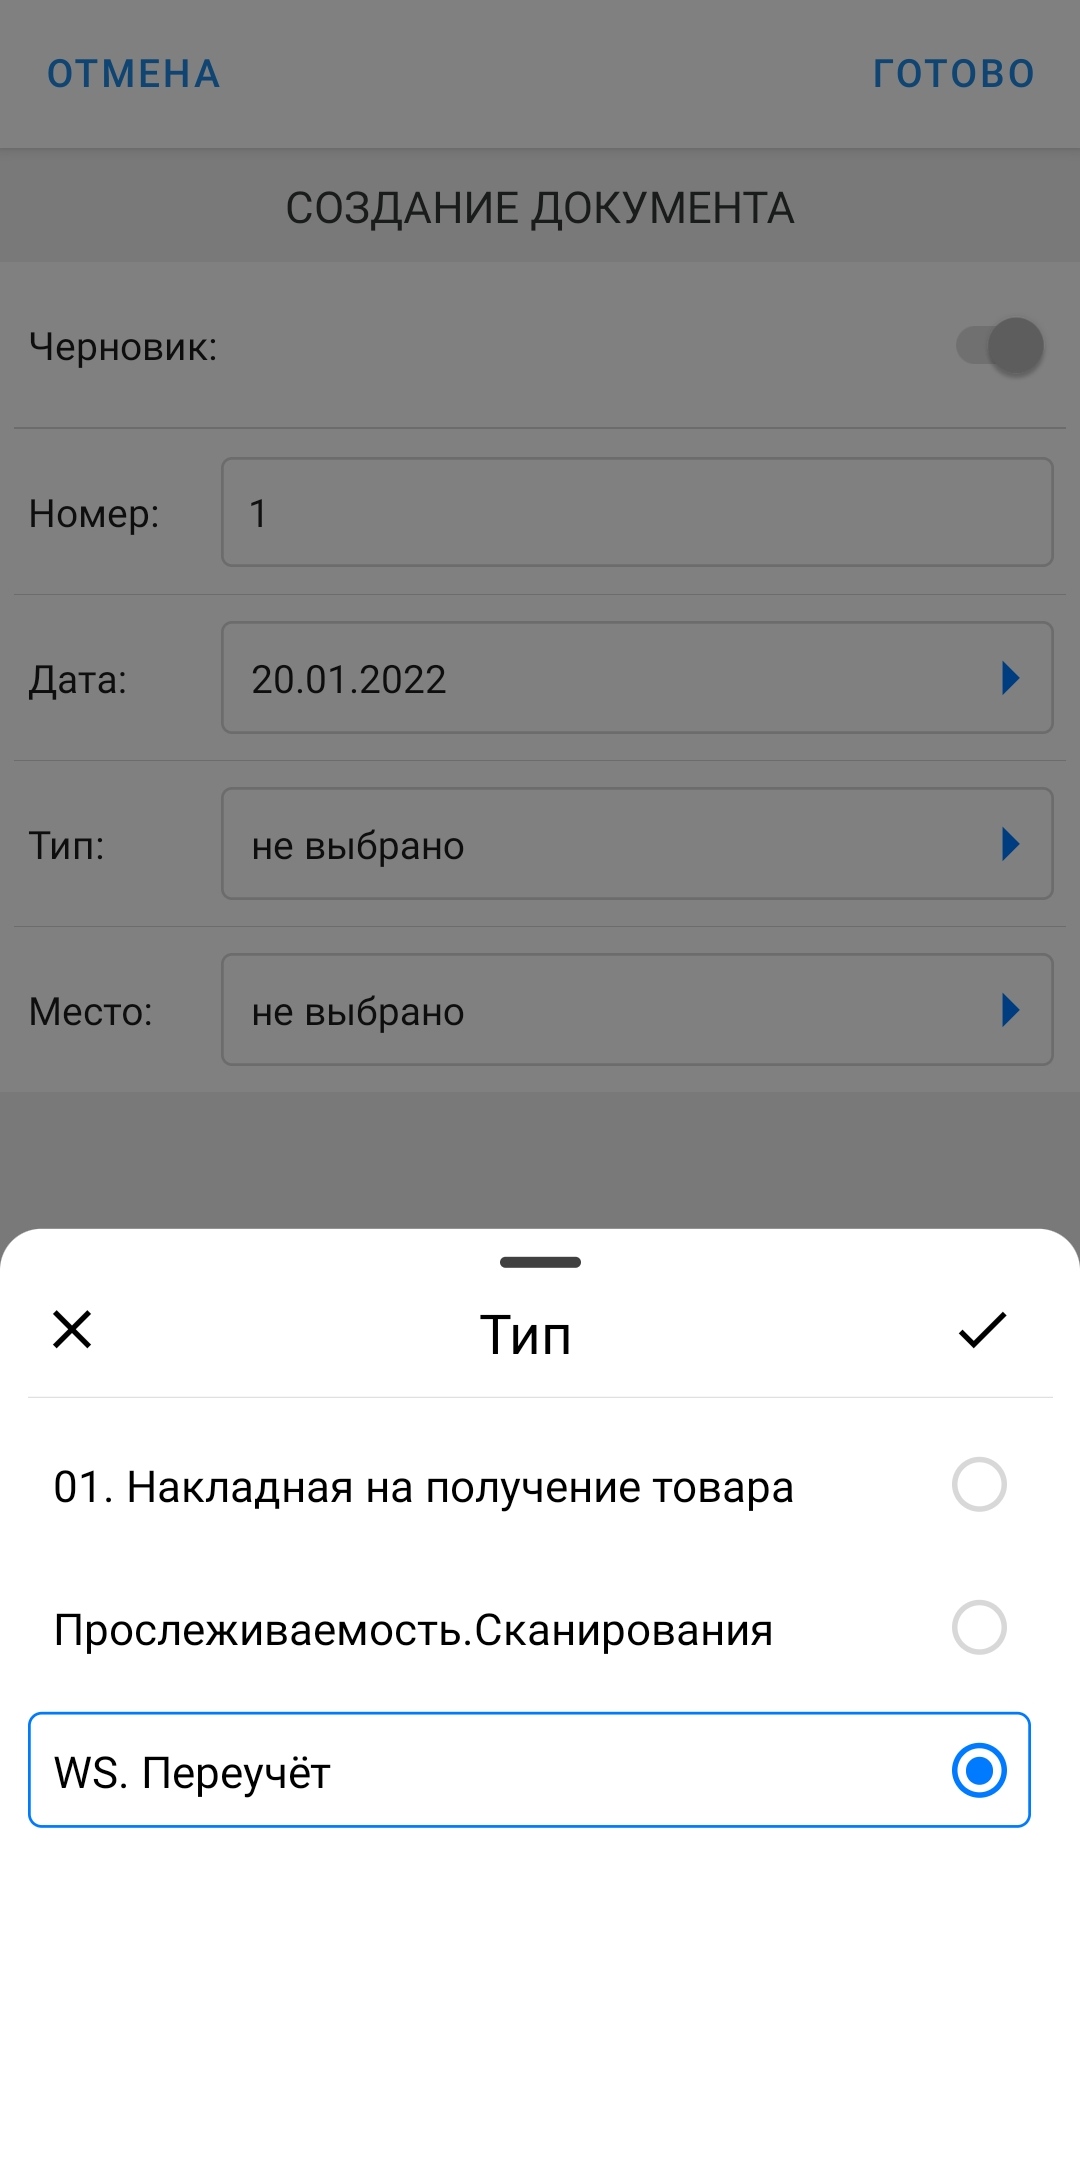 ОТМЕНА ГОТОВО
СОЗДАНИЕ ДОКУМЕНТА
Черновик:
Номер: 1
Дата: 20.01.2022
Тип: не выбрано
Место: не выбрано
Тип
01. Накладная на получение товара
Прослеживаемость.Сканирования
WS. Переучёт